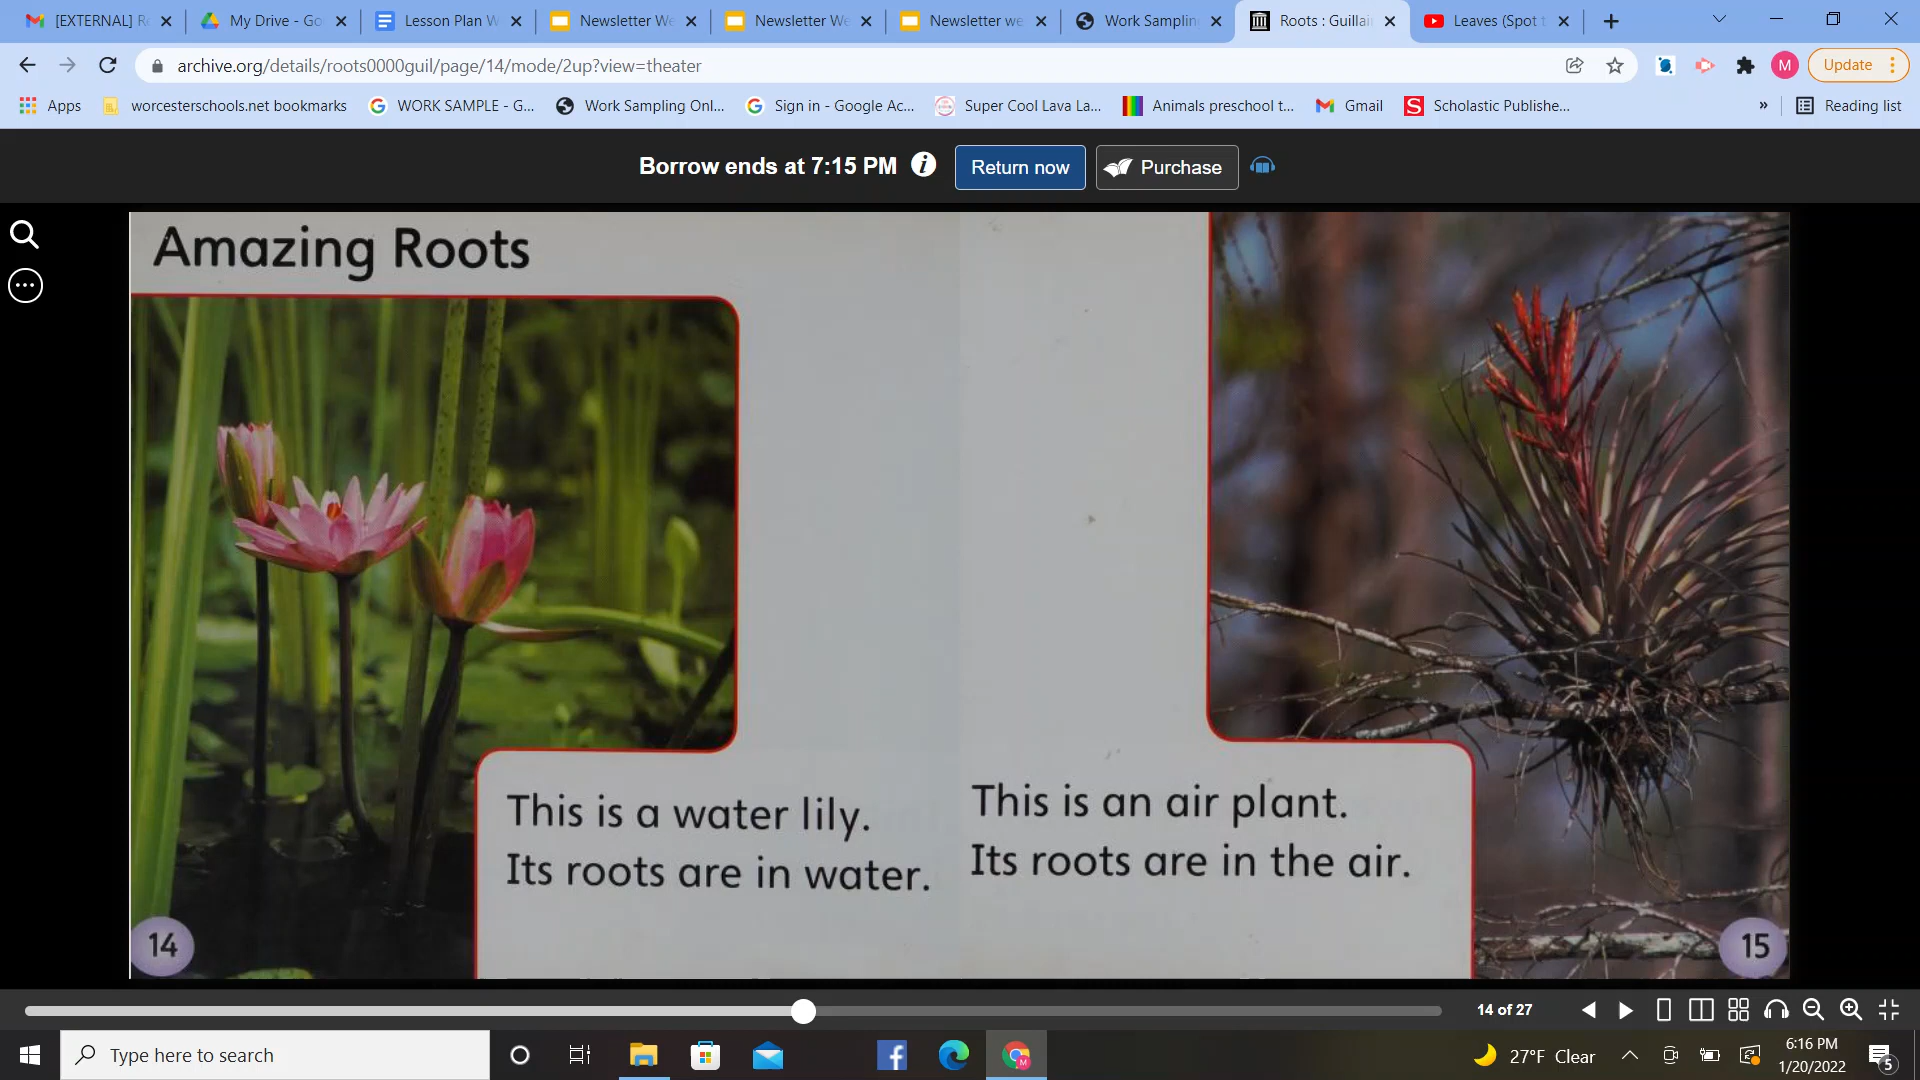 [EXTERNAL] R
My Drive - Go
Lesson Plan W
Newsletter We
Newsletter We
Newsletter we
Work Sampling
Roots : Guillai
Leaves (Spot t
archive.org/details/roots0000guil/page/14/mode/2up?view=theater
M
Update
Apps
worcesterschools.net bookmarks
WORK SAMPLE - G...
Work Sampling Onl...
Sign in - Google Ac...
Super Cool Lava La...
Animals preschool t...
Gmail
S
Scholastic Publishe...
»
Reading list
Borrow ends at 7:15 PM
Return now
Purchase
Amazing Roots
This is a water lily.
Its roots are in water.
14
This is an air plant.
Its roots are in the air.
15
14 of 27
Type here to search
27°F Clear
6:16 PM
1/20/2022
5